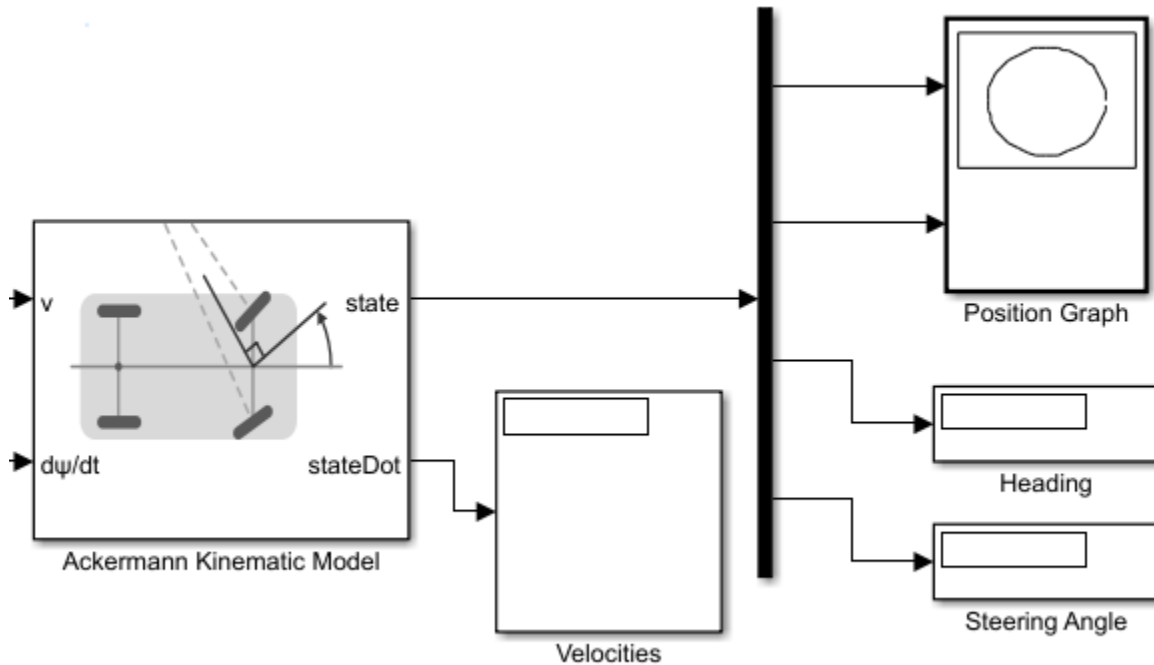 v
state
dψ/dt
stateDot
Ackermann Kinematic Model
Velocities
Position Graph
Heading
Steering Angle